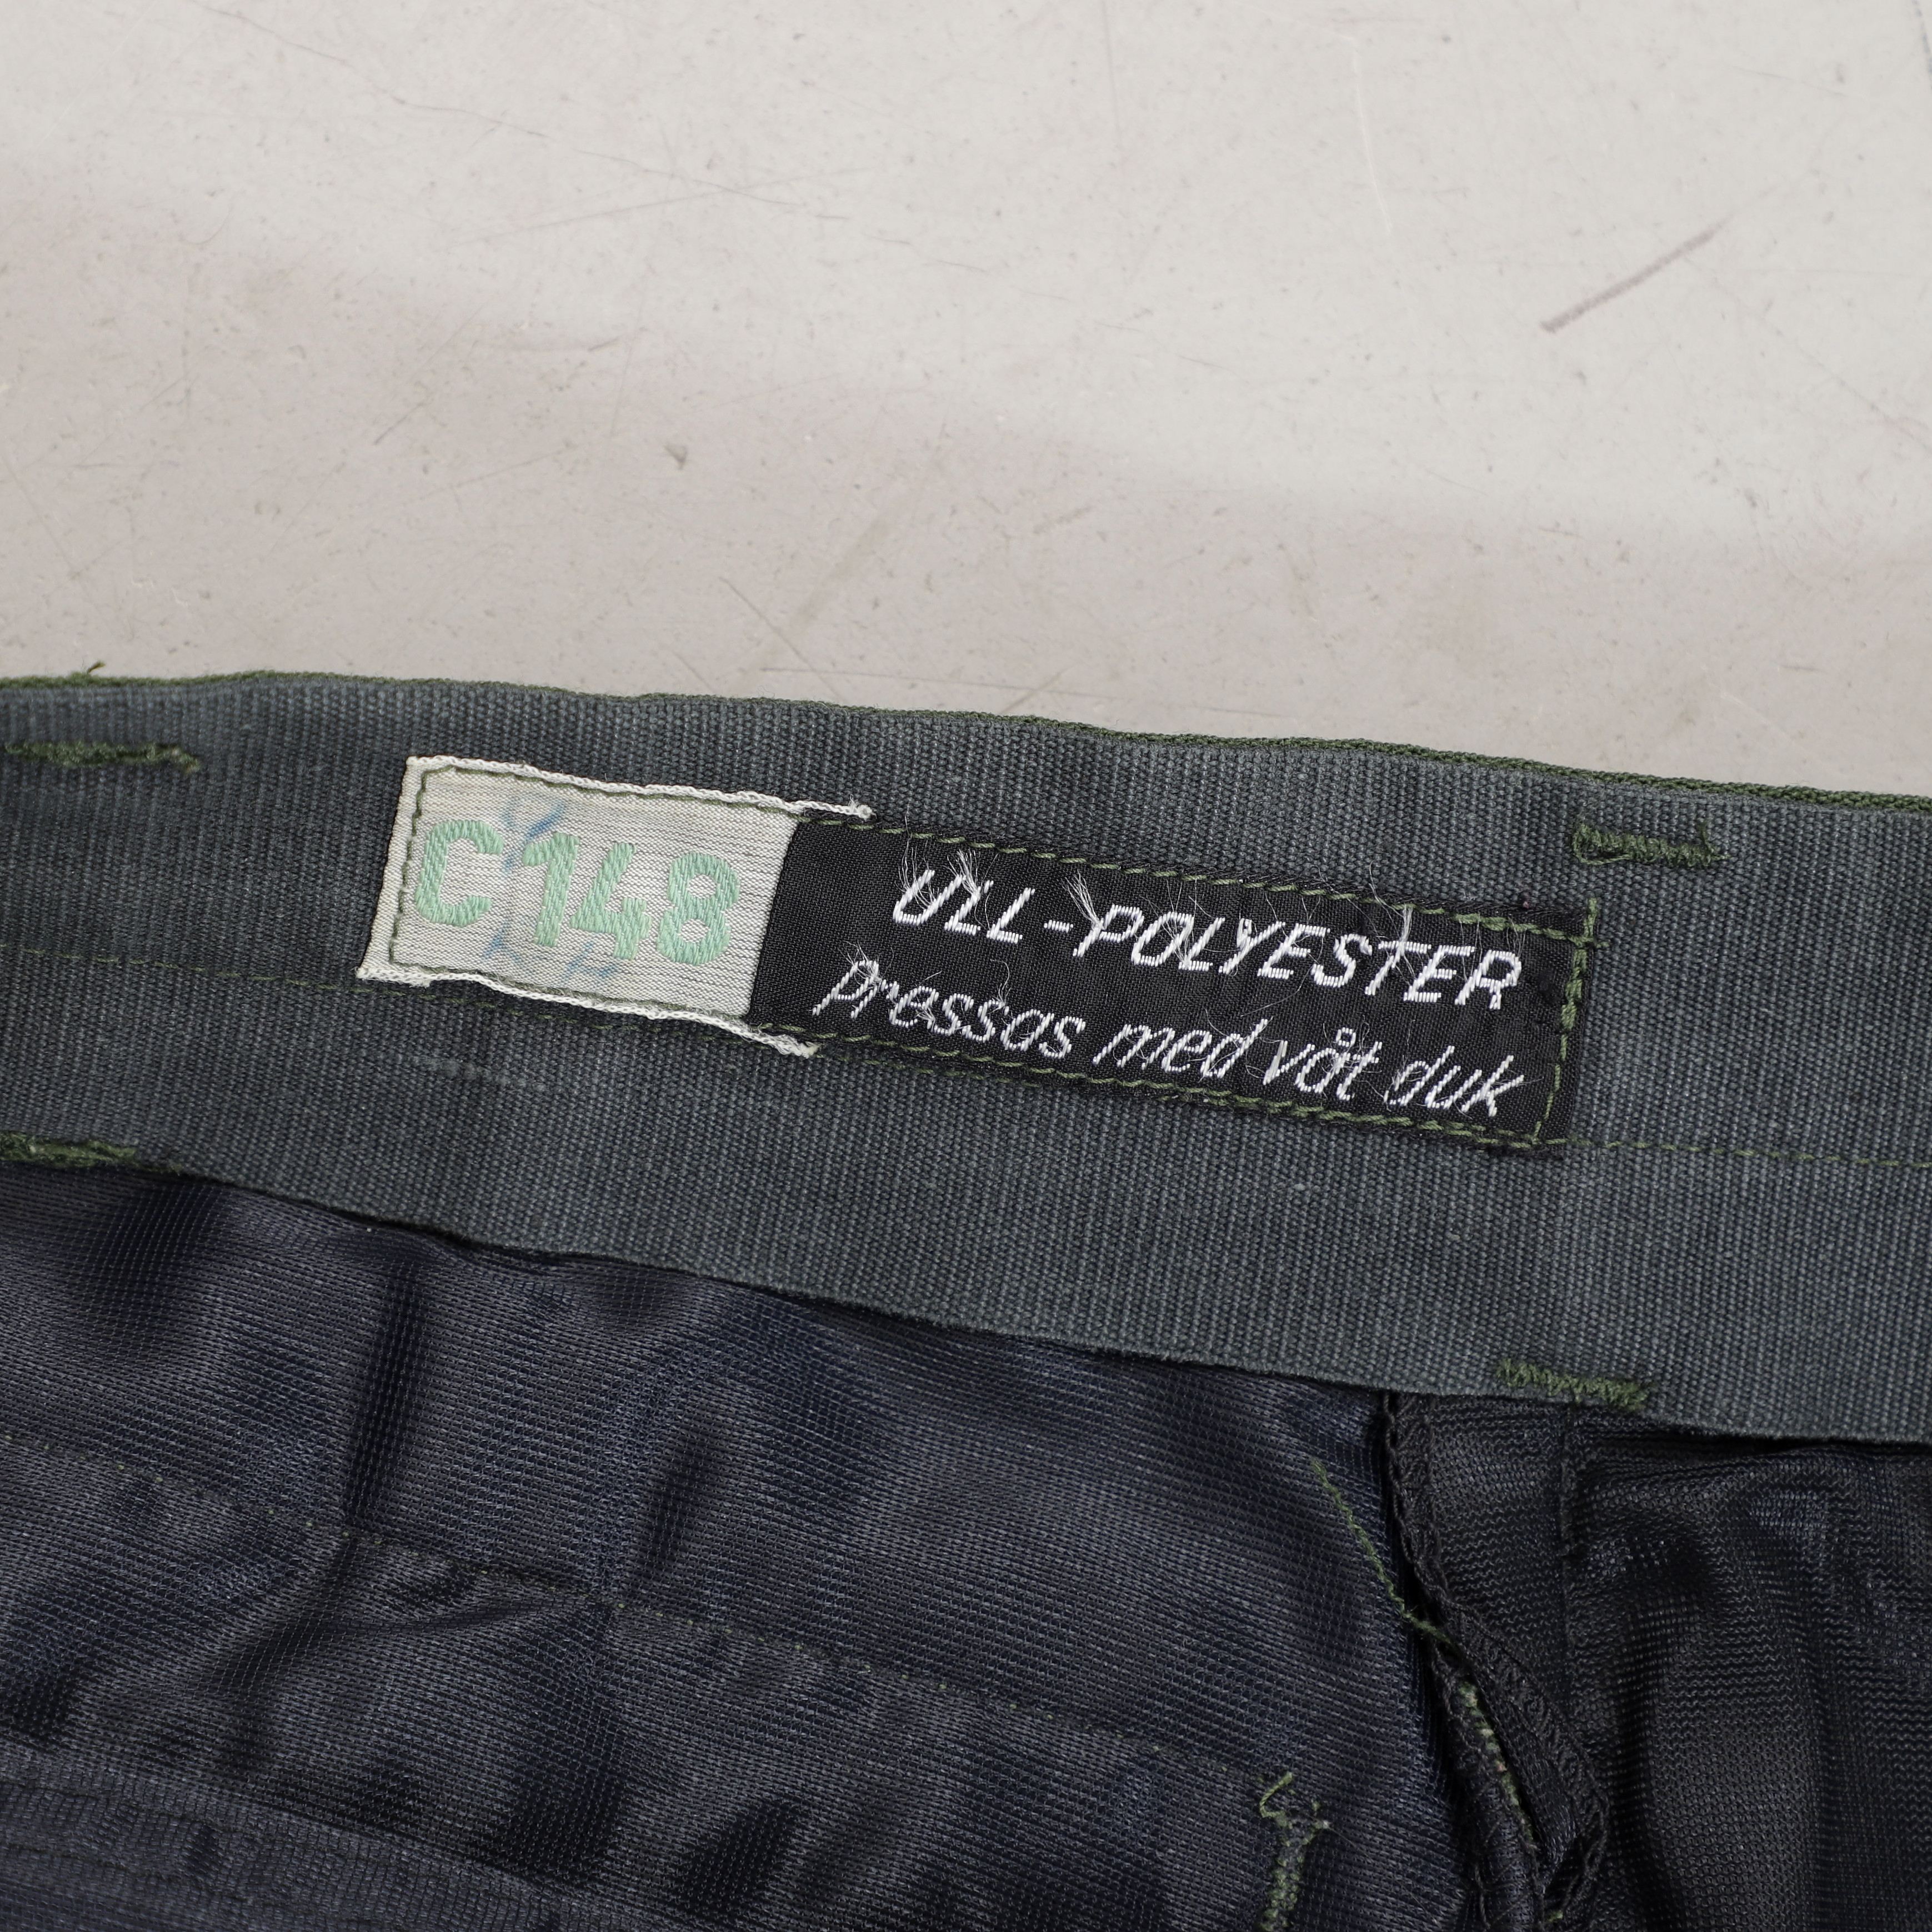 C148
ULL-POLYESTER
Pressas med våt duk